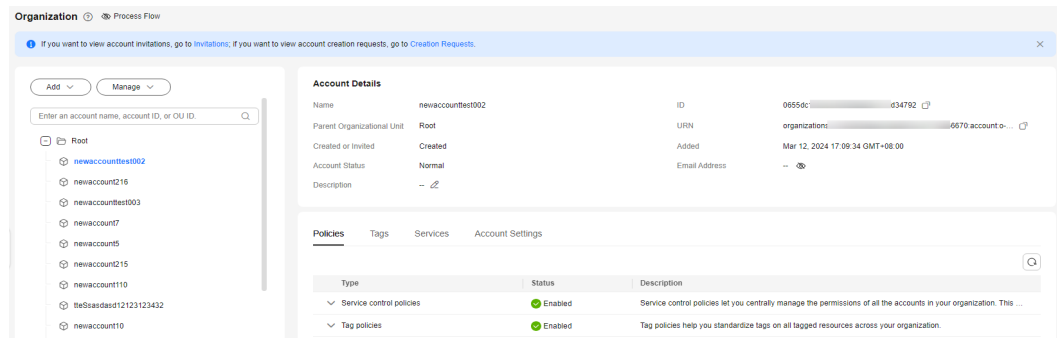 Organization Process Flow
If you want to view account invitations, go to Invitations; if you want to view account creation requests, go to Creation Requests.
Add Manage
Enter an account name, account ID, or OU ID.
Root
newaccounttest002
newaccount216
newaccounttest003
newaccount7
newaccount5
newaccount215
newaccount110
tteSsasdasd12123123432
newaccount10
Account Details
Name newaccounttest002 ID 0655dc d34792
Parent Organizational Unit Root URN organizations 6670:account:o-...
Created or Invited Created Added Mar 12, 2024 17:09:34 GMT+08:00
Account Status Normal Email Address --
Description --
Policies Tags Services Account Settings
Type Status Description
Service control policies Enabled Service control policies let you centrally manage the permissions of all the accounts in your organization. This ...
Tag policies Enabled Tag policies help you standardize tags on all tagged resources across your organization.